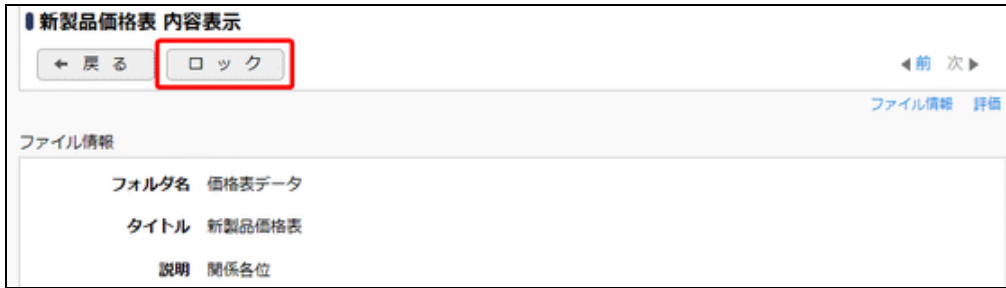 新製品価格表 内容表示
← 戻 る ロ ッ ク ◀前 次▶
ファイル情報 評価
ファイル情報
フォルダ名 価格表データ
タイトル 新製品価格表
説明 関係各位